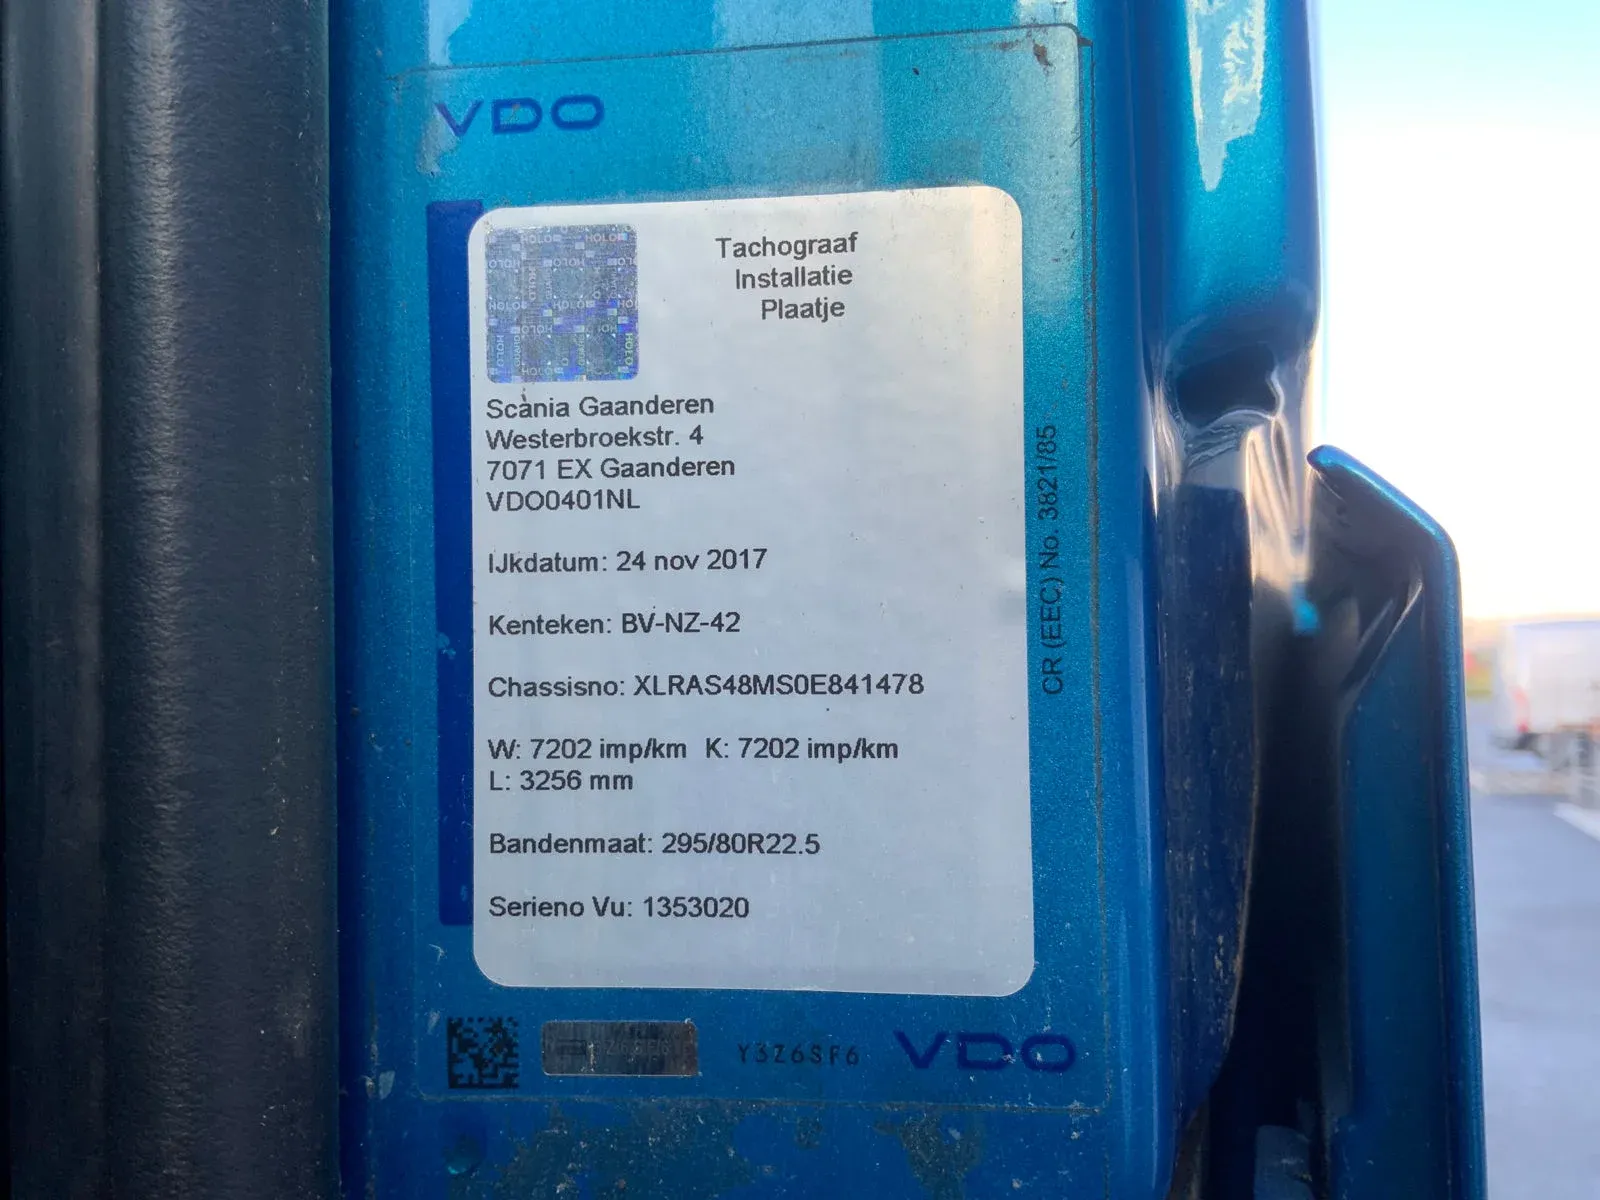 VDO
Tachograaf
Installatie
Plaatje
Scania Gaanderen
Westerbroekstr. 4
7071 EX Gaanderen
VDO0401NL
IJkdatum: 24 nov 2017
Kenteken: BV-NZ-42
Chassisno: XLRAS48MS0E841478
W: 7202 imp/km K: 7202 imp/km
L: 3256 mm
Bandenmaat: 295/80R22.5
Serieno Vu: 1353020
CR (EEC) No. 3821/85
Y3Z6SF6
VDO